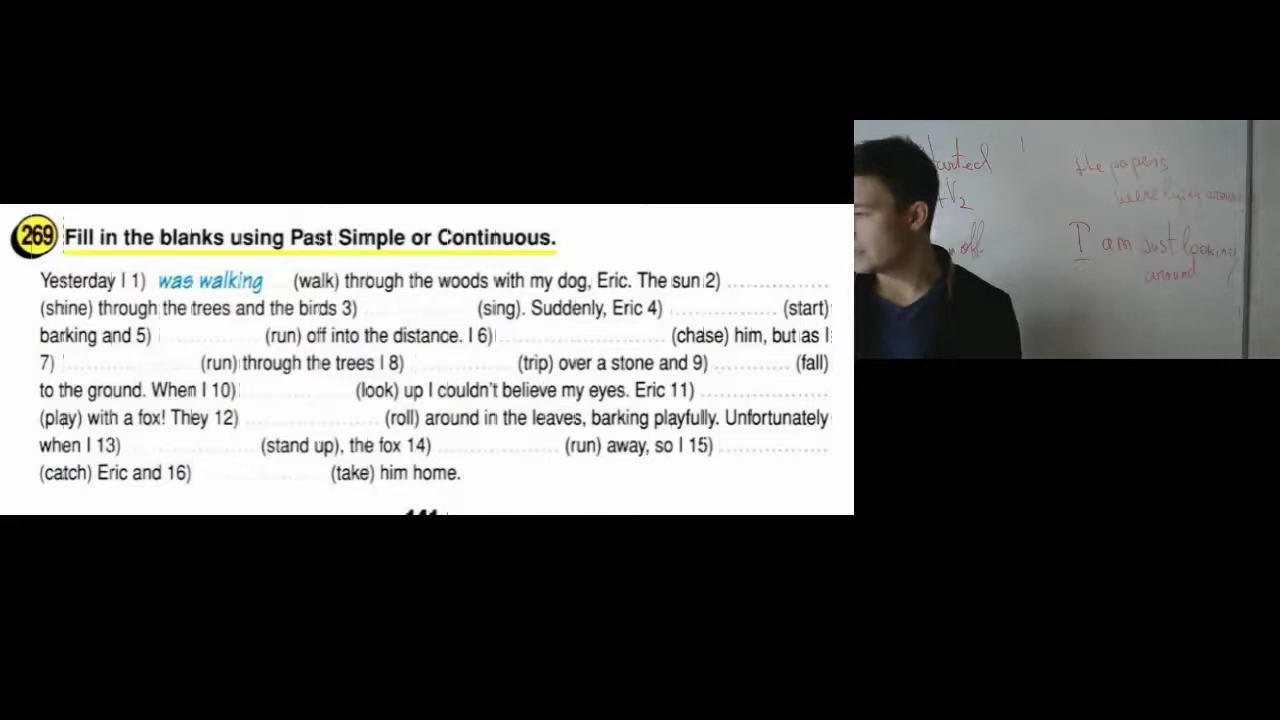 269 Fill in the blanks using Past Simple or Continuous.
Yesterday I 1) was walking (walk) through the woods with my dog, Eric. The sun 2) ..................
(shine) through the trees and the birds 3) .................. (sing). Suddenly, Eric 4) .................. (start)
barking and 5) .................. (run) off into the distance. I 6) .................. (chase) him, but as I
7) .................. (run) through the trees I 8) .................. (trip) over a stone and 9) .................. (fall)
to the ground. When I 10) .................. (look) up I couldn't believe my eyes. Eric 11) ..................
(play) with a fox! They 12) .................. (roll) around in the leaves, barking playfully. Unfortunately
when I 13) .................. (stand up), the fox 14) .................. (run) away, so I 15) ..................
(catch) Eric and 16) .................. (take) him home.
the papers
were lying around
I am just looking
around
V2
off